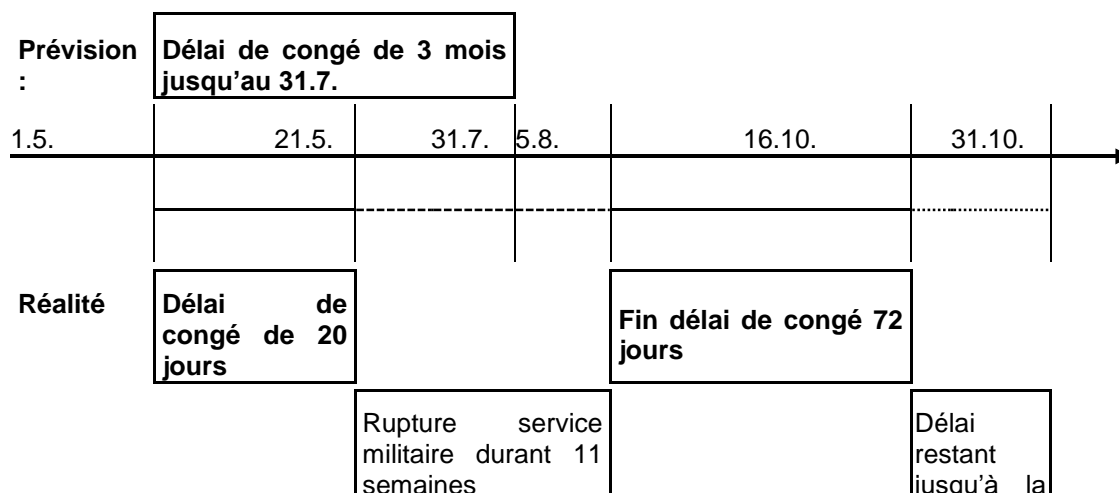 Prévision
:
Délai de congé de 3 mois
jusqu’au 31.7.
1.5. 21.5. 31.7. 5.8. 16.10. 31.10.
Réalité
Délai de
congé de 20
jours
Fin délai de congé 72
jours
Rupture service
militaire durant 11
semaines
Délai
restant
jusqu’à la